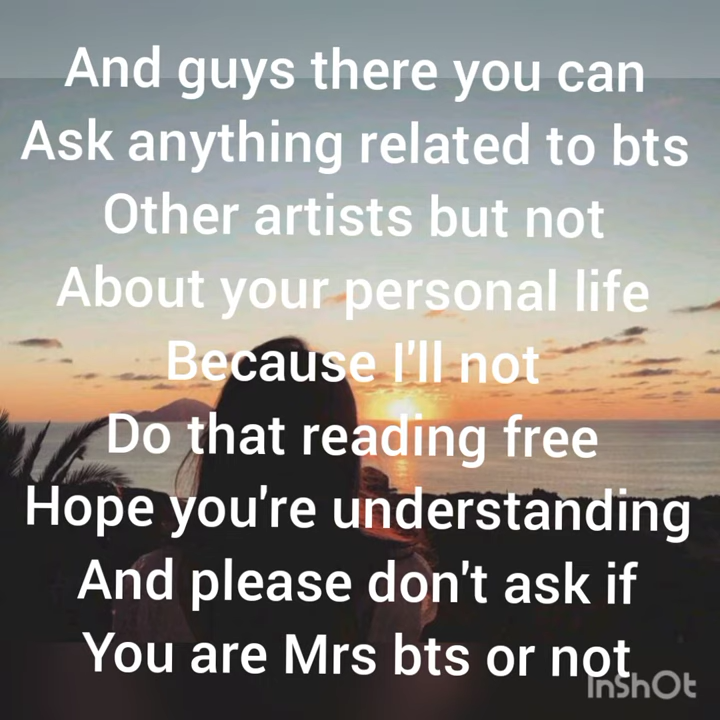 And guys there you can
Ask anything related to bts
Other artists but not
About your personal life
Because I'll not
Do that reading free
Hope you're understanding
And please don't ask if
You are Mrs bts or not
InShOt